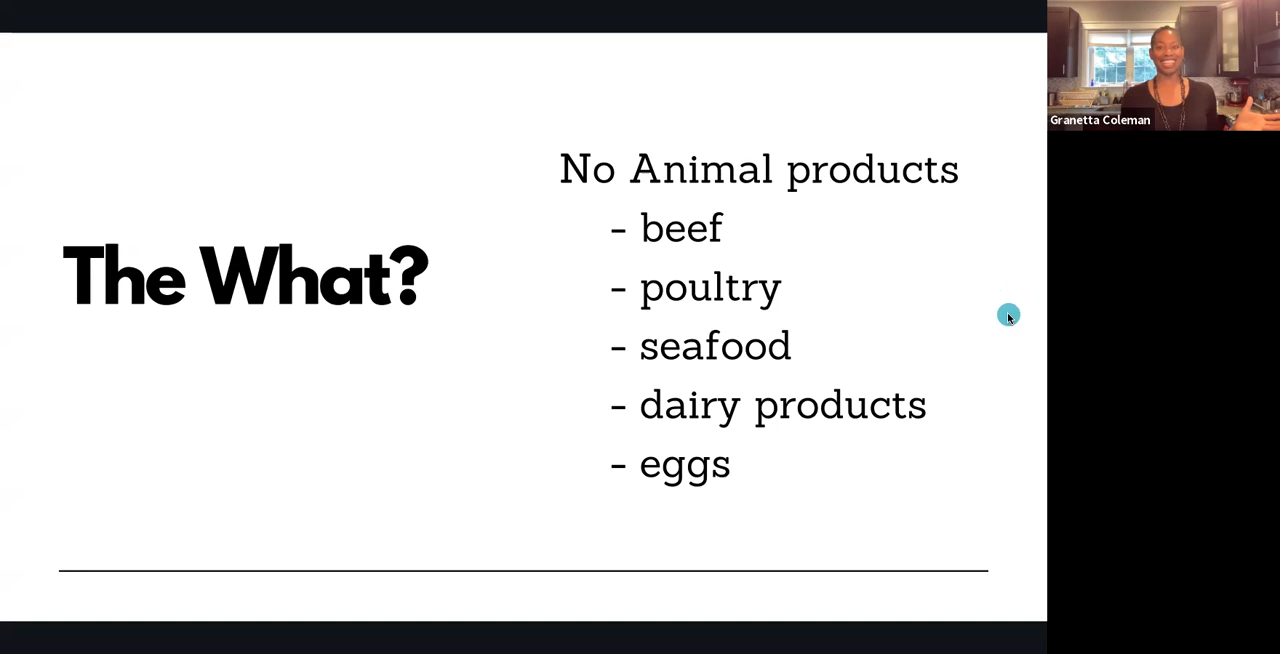 The What?
No Animal products
- beef
- poultry
- seafood
- dairy products
- eggs
Granetta Coleman